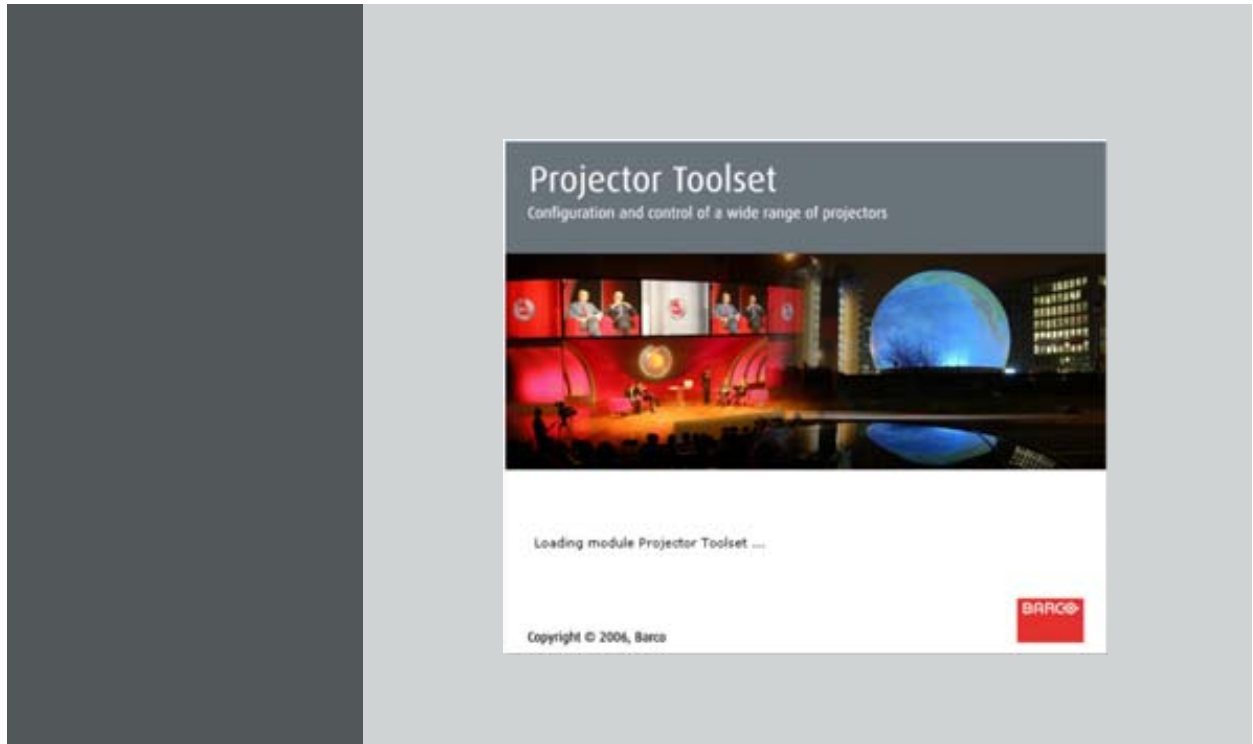 Projector Toolset
Configuration and control of a wide range of projectors
Loading module Projector Toolset ....
BARCO
Copyright © 2006, Barco